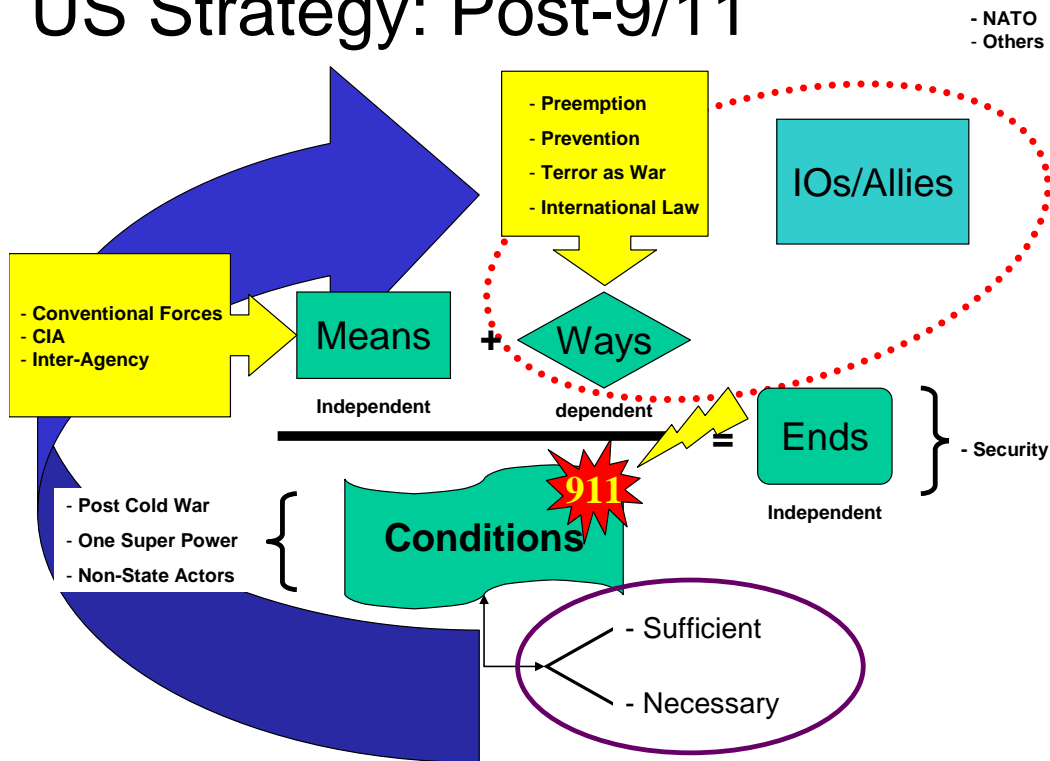 US Strategy: Post-9/11
- NATO
- Others
- Preemption
- Prevention
- Terror as War
- International Law
IOs/Allies
- Conventional Forces
- CIA
- Inter-Agency
Means
+
Ways
Independent
dependent
=
Ends
- Security
Independent
911
- Post Cold War
- One Super Power
- Non-State Actors
Conditions
- Sufficient
- Necessary